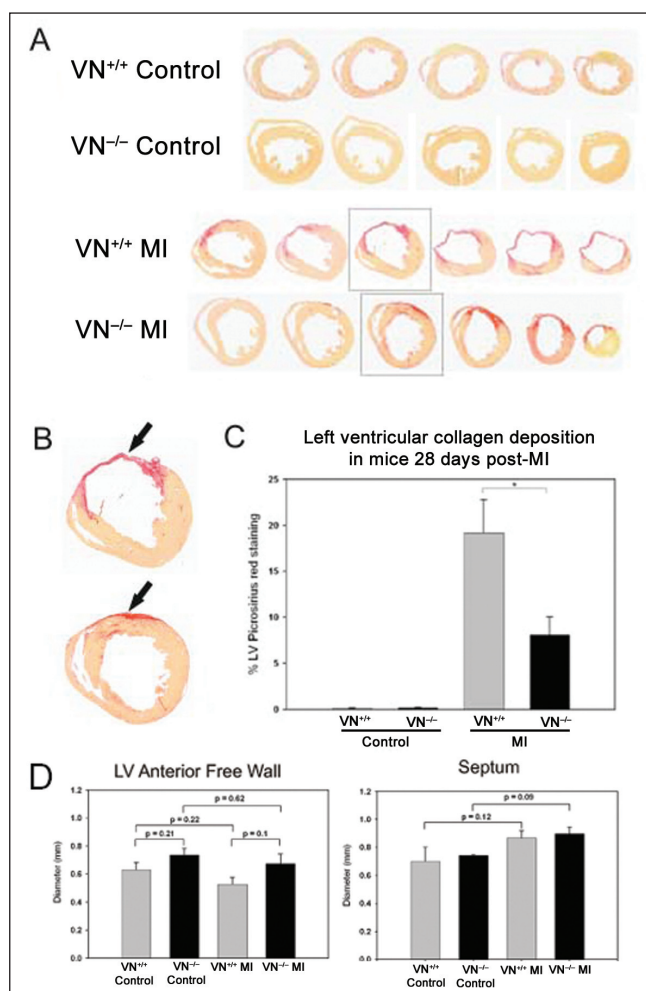 A
VN+/+ Control
VN−/− Control
VN+/+ MI
VN−/− MI
B
C
Left ventricular collagen deposition
in mice 28 days post-MI
% LV Picrosirius red staining
25
20
15
10
5
0
*
VN+/+ VN−/− VN+/+ VN−/−
Control MI
D
LV Anterior Free Wall
Diameter (mm)
1.2
1.0
0.8
0.6
0.4
0.2
0.0
p = 0.62
p = 0.22
p = 0.21 p = 0.1
VN+/+ VN−/− VN+/+ MI VN−/− MI
Control Control
Septum
Diameter (mm)
1.2
1.0
0.8
0.6
0.4
0.2
0.0
p = 0.09
p = 0.12
VN+/+ VN−/− VN+/+ MI VN−/− MI
Control Control